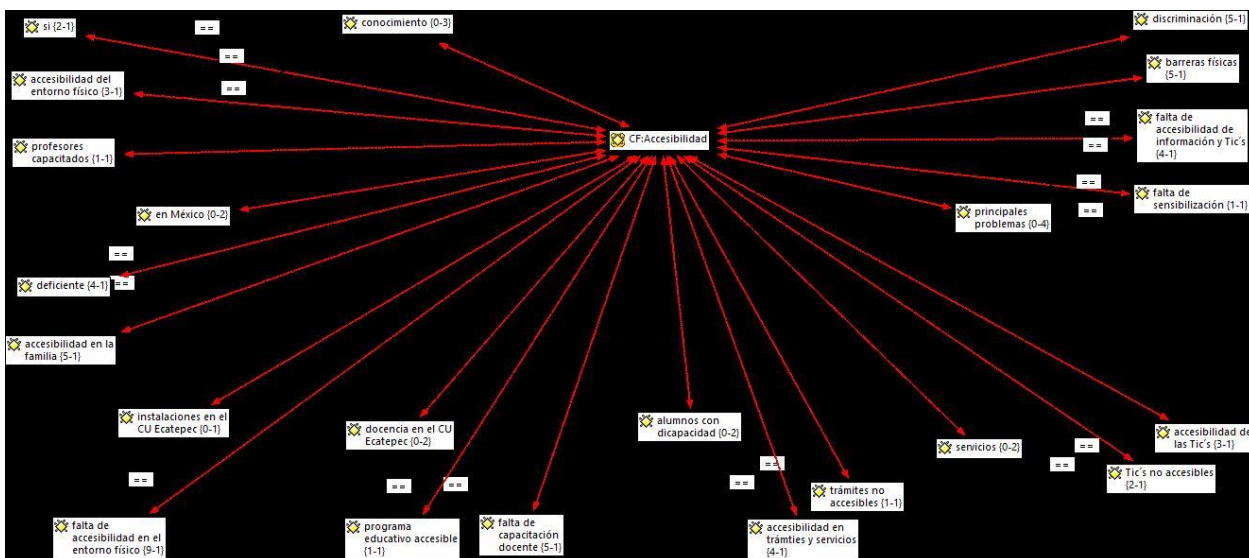 si {2-1}
==
conocimiento {0-3}
discriminación {5-1}
==
accesibilidad del
entorno físico {3-1}
==
barreras físicas
{5-1}
CF:Accesibilidad
==
falta de
accesibilidad de
información y Tic´s
{4-1}
==
profesores
capacitados {1-1}
==
falta de
sensibilización {1-1}
==
en México {0-2}
principales
problemas {0-4}
==
deficiente {4-1}
==
accesibilidad en la
familia {5-1}
instalaciones en el
CU Ecatepec {0-1}
docencia en el CU
Ecatepec {0-2}
alumnos con
dicapacidad {0-2}
servicios {0-2}
==
accesibilidad de
las Tic´s {3-1}
==
Tic´s no accesibles
{2-1}
==
==
==
==
==
trámites no
accesibles {1-1}
falta de
accesibilidad en el
entorno físico {9-1}
programa
educativo accesible
{1-1}
falta de
capacitación
docente {5-1}
accesibilidad en
trámties y servicios
{4-1}